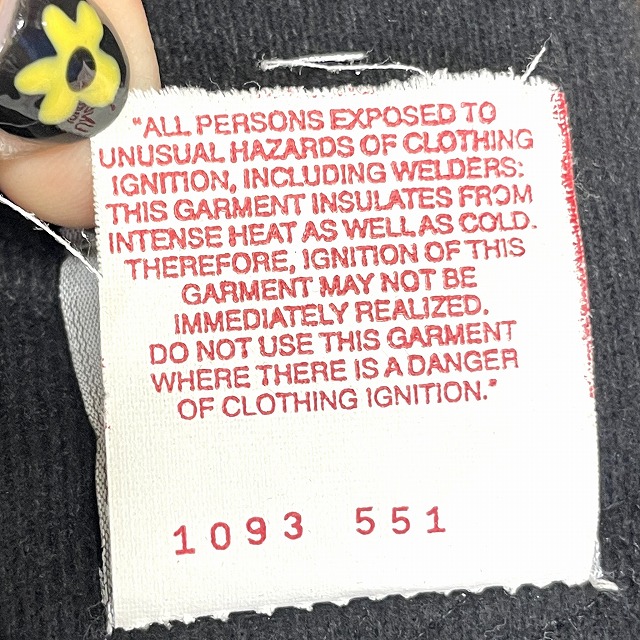 "ALL PERSONS EXPOSED TO
UNUSUAL HAZARDS OF CLOTHING
IGNITION, INCLUDING WELDERS:
THIS GARMENT INSULATES FROM
INTENSE HEAT AS WELL AS COLD.
THEREFORE, IGNITION OF THIS
GARMENT MAY NOT BE
IMMEDIATELY REALIZED.
DO NOT USE THIS GARMENT
WHERE THERE IS A DANGER
OF CLOTHING IGNITION."
1093 551